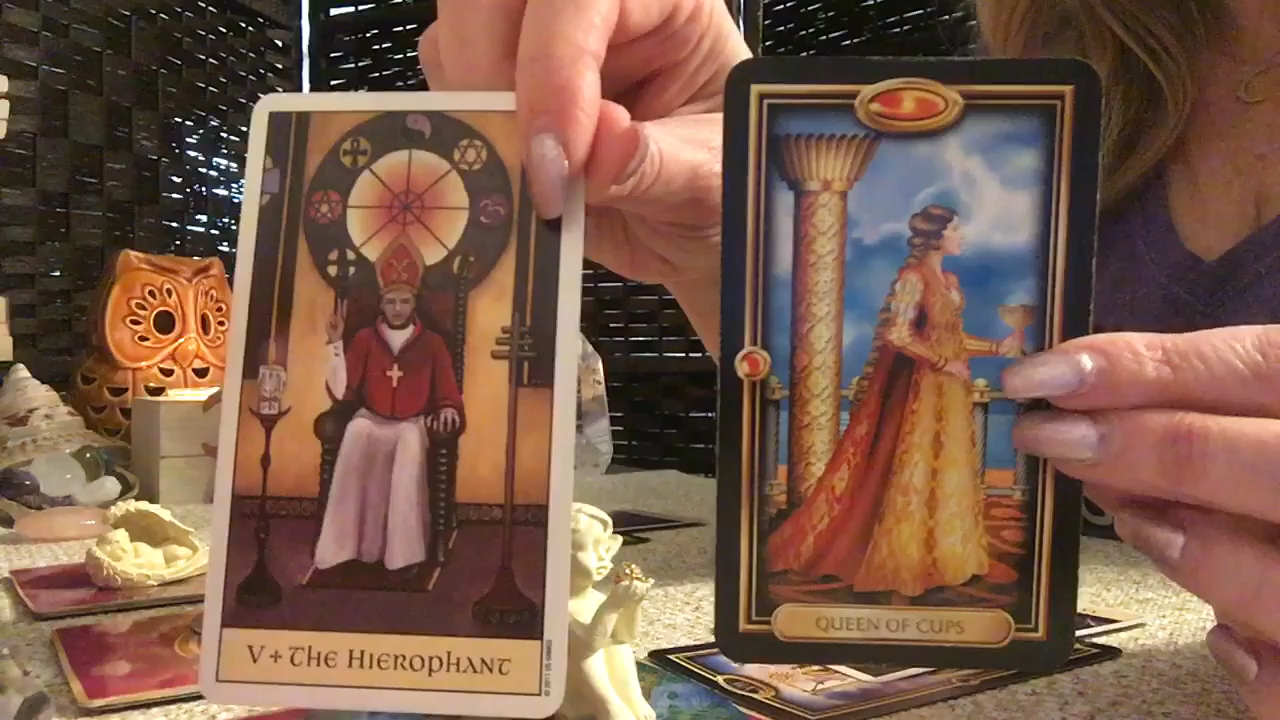 V + The Hierophant
QUEEN OF CUPS